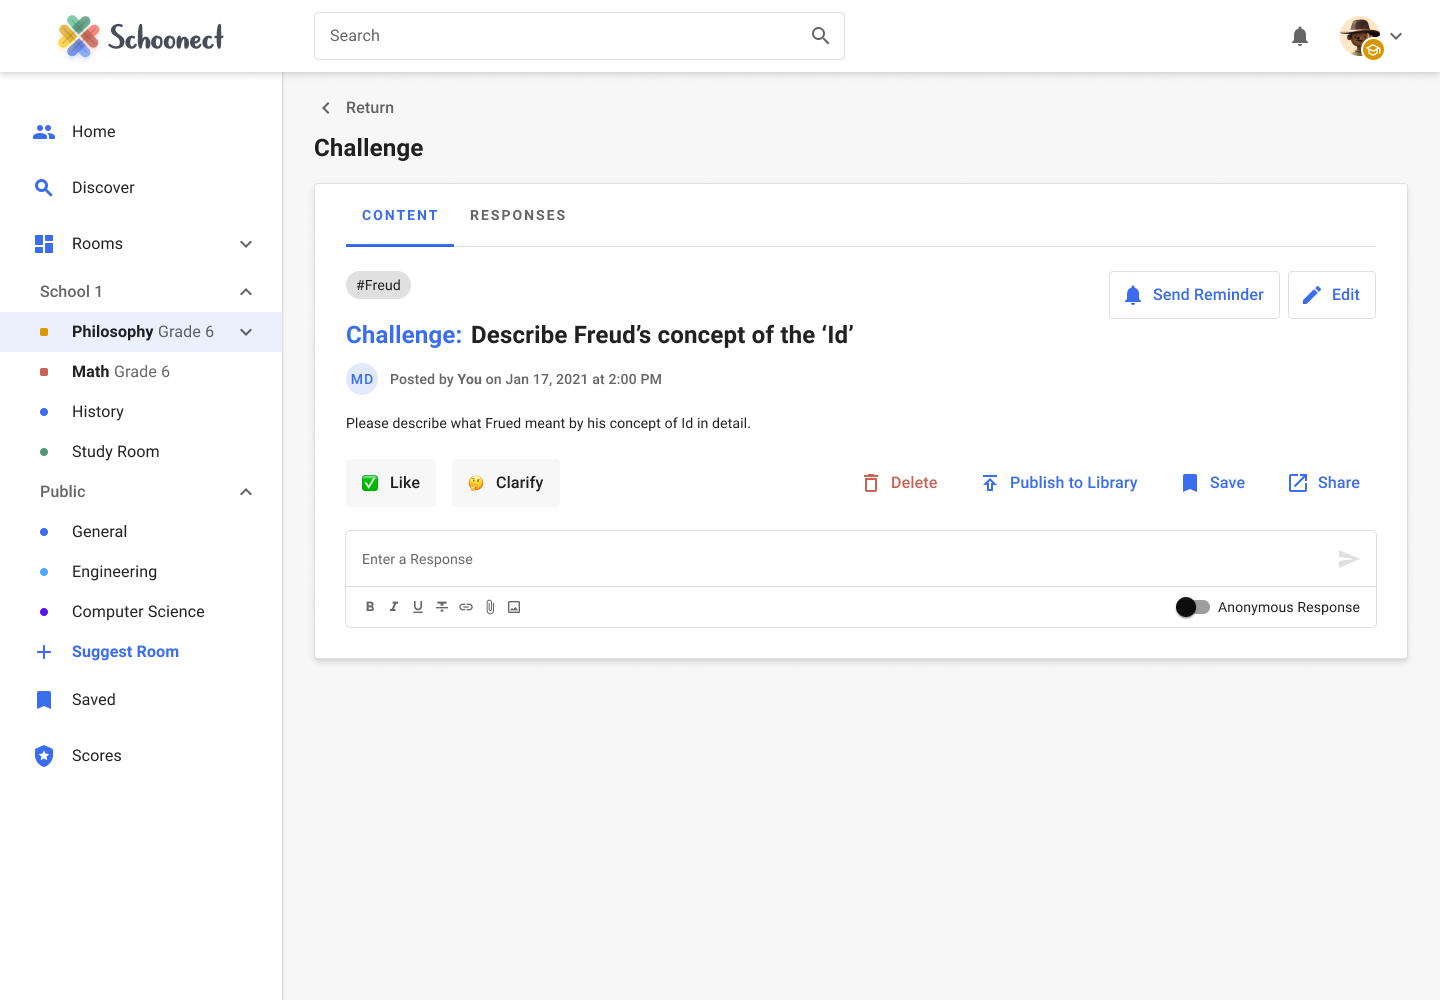 Schoonect
Search
Home
Discover
Rooms
School 1
Philosophy Grade 6
Math Grade 6
History
Study Room
Public
General
Engineering
Computer Science
Suggest Room
Saved
Scores
Return
Challenge
CONTENT RESPONSES
#Freud
Send Reminder Edit
Challenge: Describe Freud’s concept of the ‘Id’
MD Posted by You on Jan 17, 2021 at 2:00 PM
Please describe what Frued meant by his concept of Id in detail.
Like Clarify Delete Publish to Library Save Share
Enter a Response
B I U Anonymous Response